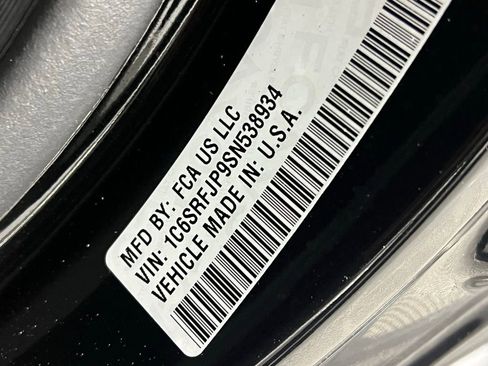 MFD BY: FCA US LLC
VIN: 1C6SRFJP9SN538934
VEHICLE MADE IN: U.S.A.